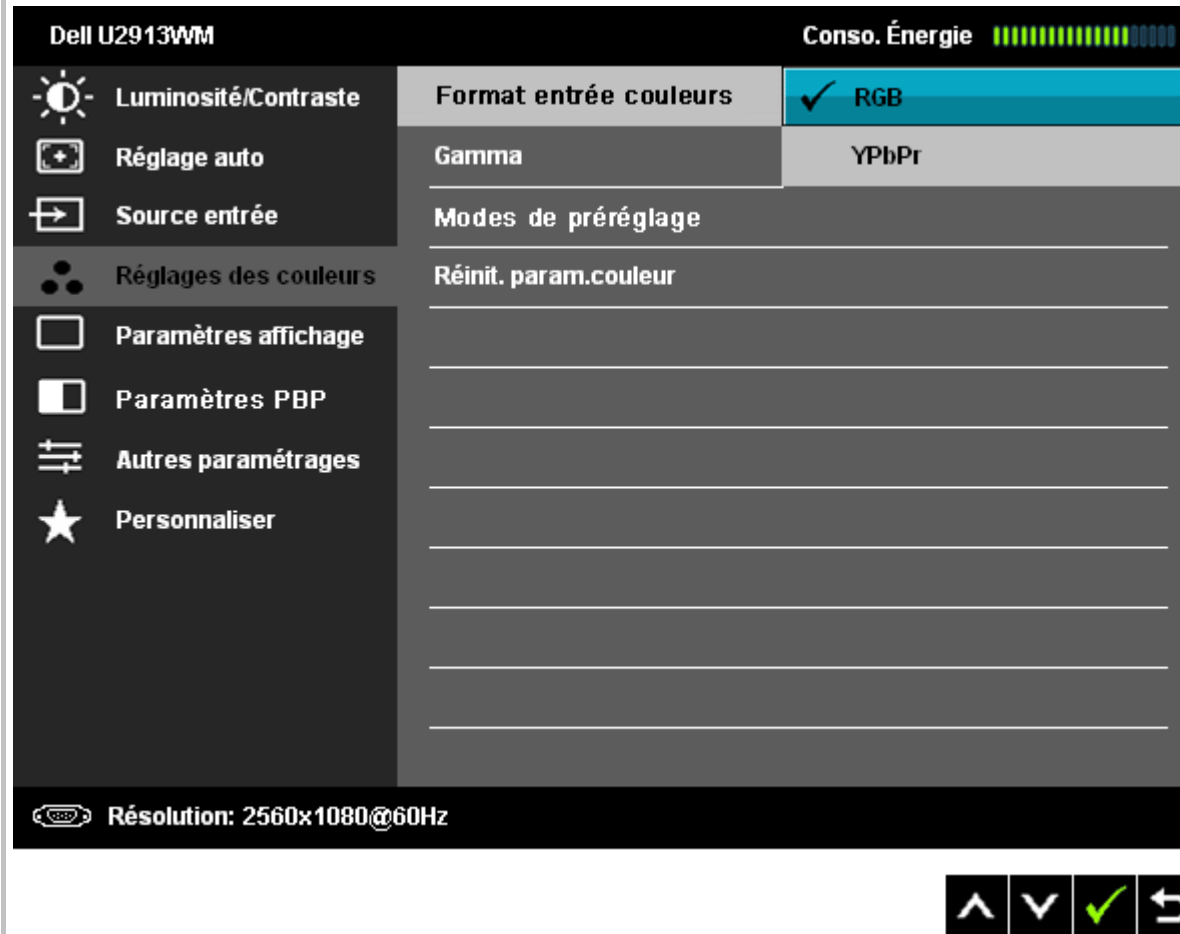 Dell U2913WM
Conso. Énergie
Luminosité/Contraste
Réglage auto
Source entrée
Réglages des couleurs
Paramètres affichage
Paramètres PBP
Autres paramétrages
Personnaliser
Format entrée couleurs
Gamma
Modes de préréglage
Réinit. param.couleur
RGB
YPbPr
Résolution: 2560x1080@60Hz